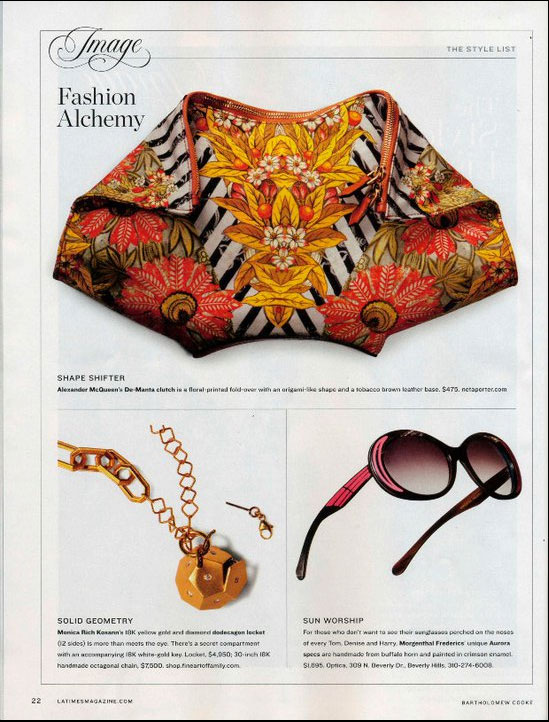 Image
THE STYLE LIST
Fashion
Alchemy
SHAPE SHIFTER
Alexander McQueen's De-Manta clutch is a floral-printed fold-over with an origami-like shape and a tobacco brown leather base. $475. netaporter.com
SOLID GEOMETRY
Monica Rich Kosann's 18K yellow gold and diamond dodecagon locket
(12 sides) is more than meets the eye. There's a secret compartment
with an accompanying 18K white-gold key. Locket, $4,950; 30-inch 18K
handmade octagonal chain, $7,500. shop.fineartoffamily.com.
SUN WORSHIP
For those who don't want to see their sunglasses perched on the noses
of every Tom, Denise and Harry, Morgenthal Frederics' unique Aurora
specs are handmade from buffalo horn and painted in crimson enamel.
$1,695. Optica, 309 N. Beverly Dr., Beverly Hills, 310-274-6008.
22 LATIMESMAGAZINE.COM
BARTHOLOMEW COOKE